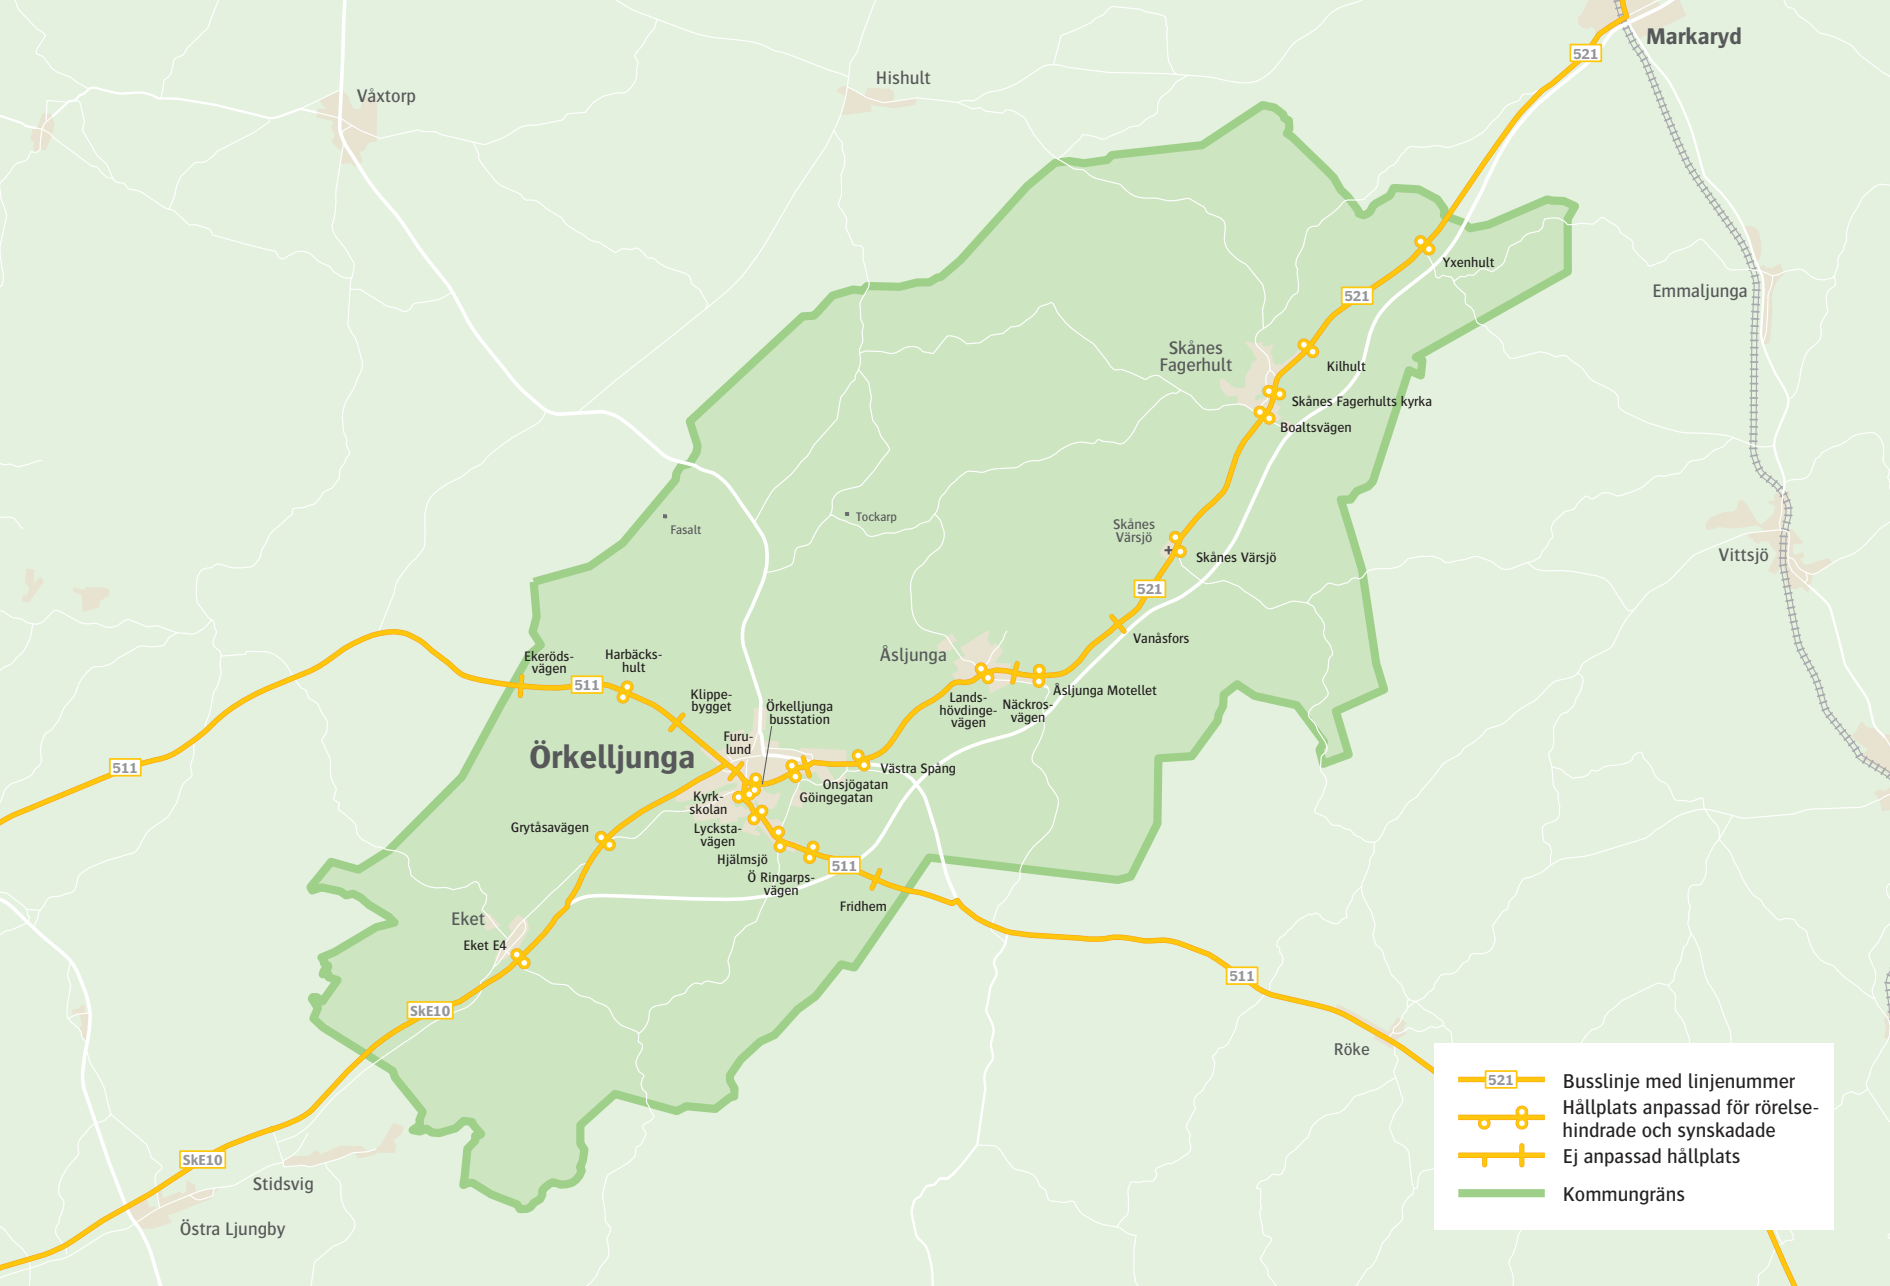 Markaryd
521
Hishult
Våxtorp
Yxenhult
Emmaljunga
521
Skånes
Fagerhult
Kilhult
Skånes Fagerhults kyrka
Boaltsvägen
Fasalt
Tockarp
Skånes
Värsjö
Skånes Värsjö
Vittsjö
521
Vanåsfors
Åsljunga
Ekeröds-
vägen
Harbäcks-
hult
511
Klippe-
bygget
Örkelljunga
busstation
Lands-
hövdinge-
vägen
Näckros-
vägen
Åsljunga Motellet
Furu-
lund
Örkelljunga
511
Västra Spång
Onsjögatan
Göingegatan
Kyrk-
skolan
Grytåsavägen
Lycksta-
vägen
Hjälmsjö
511
Ö Ringarps-
vägen
Fridhem
Eket
Eket E4
511
SkE10
Röke
SkE10
Stidsvig
Östra Ljungby
521
Busslinje med linjenummer
Hållplats anpassad för rörelse-
hindrade och synskadade
Ej anpassad hållplats
Kommungräns